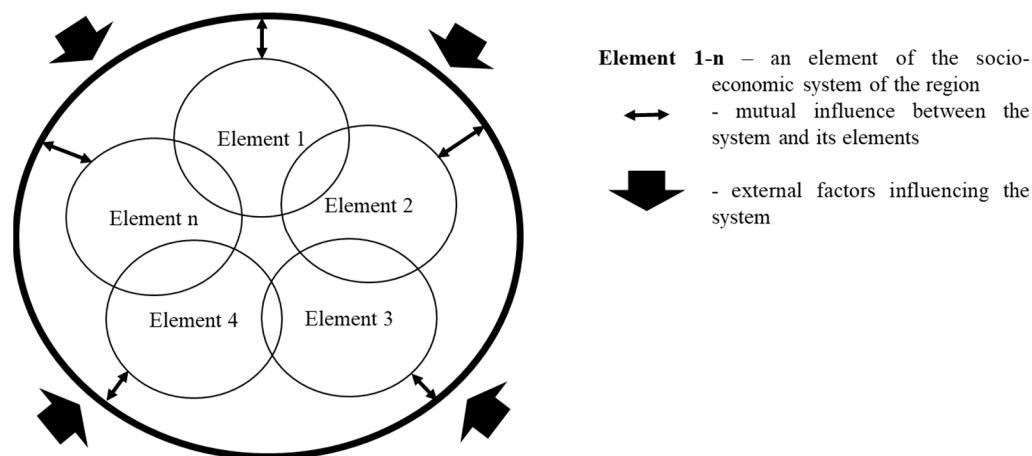 Element 1
Element 2
Element n
Element 4
Element 3
Element 1-n – an element of the socio-
economic system of the region
- mutual influence between the
system and its elements
- external factors influencing the
system